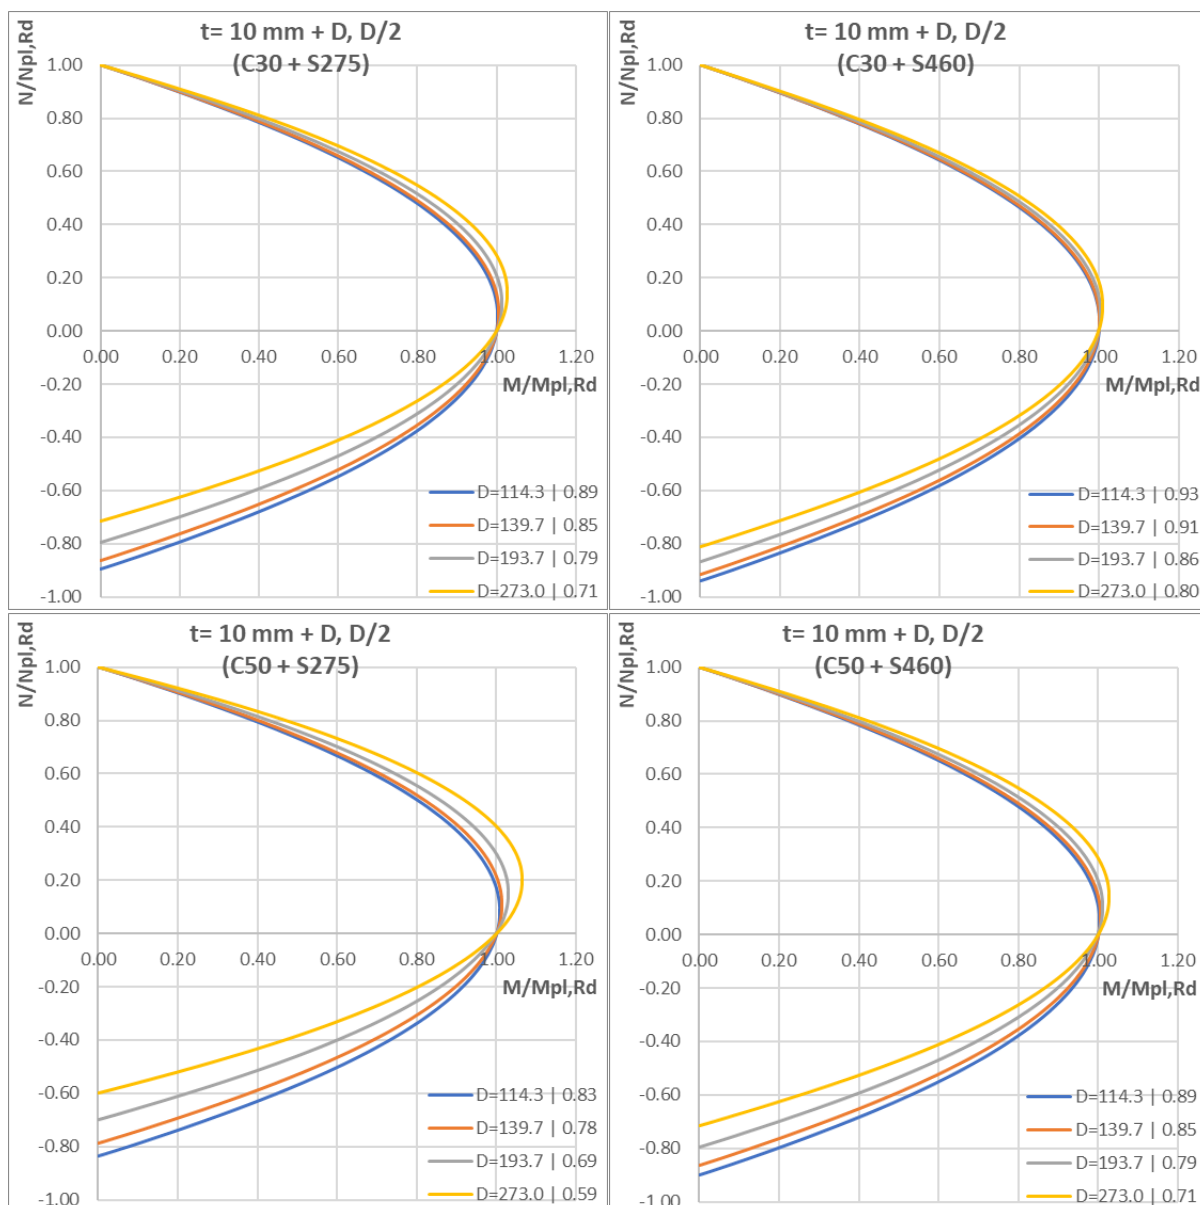 t= 10 mm + D, D/2
(C30 + S275)
N/Npl,Rd
1.00
0.80
0.60
0.40
0.20
0.00
-0.20
-0.40
-0.60
-0.80
-1.00
0.00 0.20 0.40 0.60 0.80 1.00 1.20
M/Mpl,Rd
D=114.3 | 0.89
D=139.7 | 0.85
D=193.7 | 0.79
D=273.0 | 0.71
t= 10 mm + D, D/2
(C30 + S460)
N/Npl,Rd
1.00
0.80
0.60
0.40
0.20
0.00
-0.20
-0.40
-0.60
-0.80
-1.00
0.00 0.20 0.40 0.60 0.80 1.00 1.20
M/Mpl,Rd
D=114.3 | 0.93
D=139.7 | 0.91
D=193.7 | 0.86
D=273.0 | 0.80
t= 10 mm + D, D/2
(C50 + S275)
N/Npl,Rd
1.00
0.80
0.60
0.40
0.20
0.00
-0.20
-0.40
-0.60
-0.80
-1.00
0.00 0.20 0.40 0.60 0.80 1.00 1.20
M/Mpl,Rd
D=114.3 | 0.83
D=139.7 | 0.78
D=193.7 | 0.69
D=273.0 | 0.59
t= 10 mm + D, D/2
(C50 + S460)
N/Npl,Rd
1.00
0.80
0.60
0.40
0.20
0.00
-0.20
-0.40
-0.60
-0.80
-1.00
0.00 0.20 0.40 0.60 0.80 1.00 1.20
M/Mpl,Rd
D=114.3 | 0.89
D=139.7 | 0.85
D=193.7 | 0.79
D=273.0 | 0.71